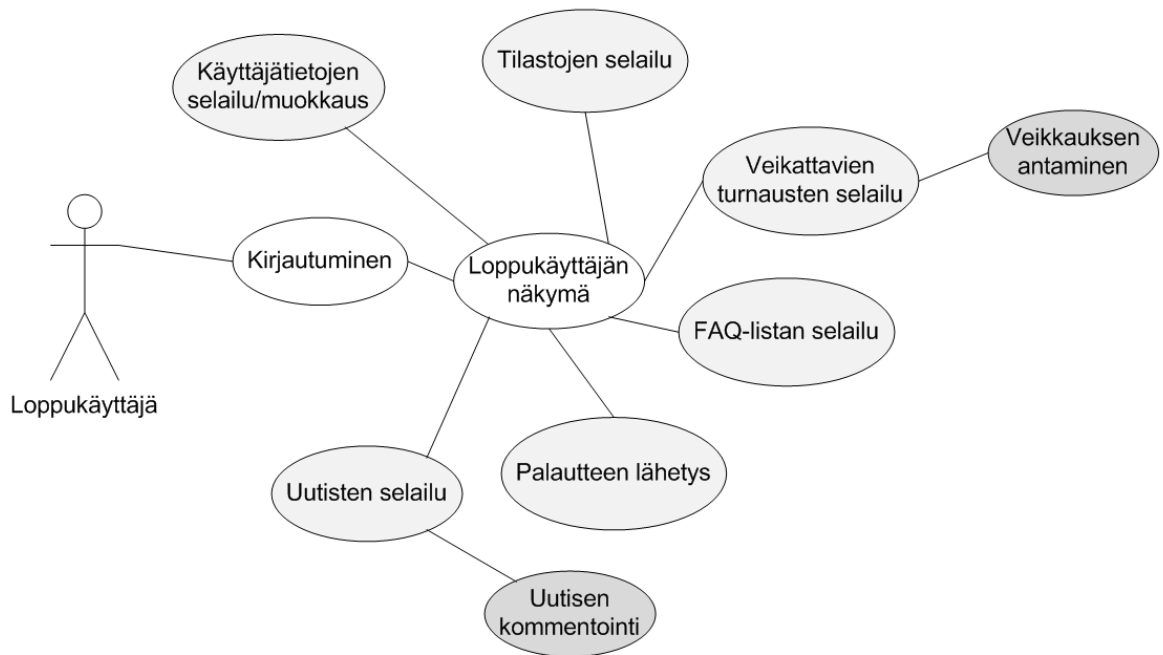 Käyttäjätietojen
selailu/muokkaus
Tilastojen selailu
Veikattavien
turnausten selailu
Veikkauksen
antaminen
Kirjautuminen
Loppukäyttäjän
näkymä
FAQ-listan selailu
Loppukäyttäjä
Uutisten selailu
Palautteen lähetys
Uutisen
kommentointi